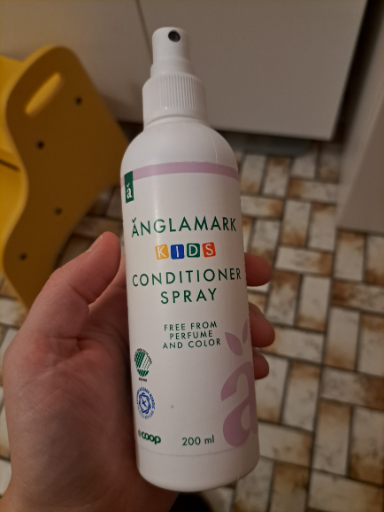 ä
ÄNGLAMARK
KIDS
CONDITIONER
SPRAY
FREE FROM
PERFUME
AND COLOR
coop
200 ml
ä